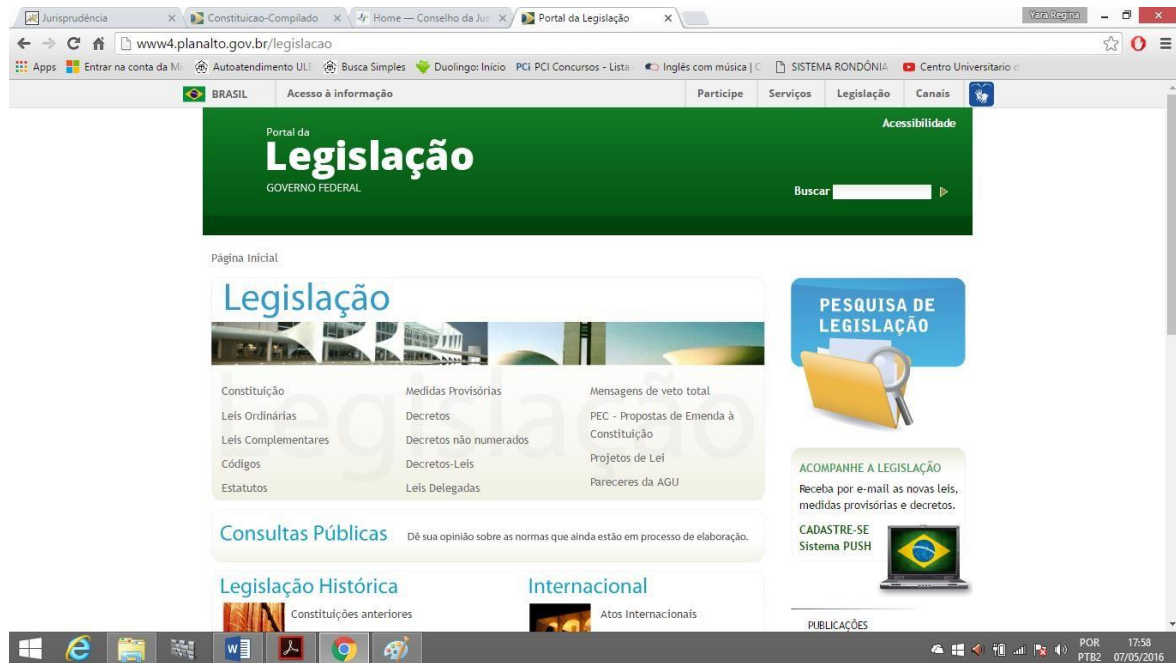 Jurisprudência
Constituicao-Compilado
Home — Conselho da Jus
Portal da Legislação
Yara Regina
www4.planalto.gov.br/legislacao
Apps Entrar na conta da Mi Autoatendimento ULB Busca Simples Duolingo: Início PCi PCI Concursos - Lista Inglês com música | C SISTEMA RONDÔNIA Centro Universitario d
BRASIL Acesso à informação Participe Serviços Legislação Canais
Acessibilidade
Portal da
Legislação
GOVERNO FEDERAL
Buscar
Página Inicial
Legislação
Constituição
Leis Ordinárias
Leis Complementares
Códigos
Estatutos
Medidas Provisórias
Decretos
Decretos não numerados
Decretos-Leis
Leis Delegadas
Mensagens de veto total
PEC - Propostas de Emenda à
Constituição
Projetos de Lei
Pareceres da AGU
PESQUISA DE
LEGISLAÇÃO
ACOMPANHE A LEGISLAÇÃO
Receba por e-mail as novas leis,
medidas provisórias e decretos.
CADASTRE-SE
Sistema PUSH
Consultas Públicas Dê sua opinião sobre as normas que ainda estão em processo de elaboração.
Legislação Histórica
Constituições anteriores
Internacional
Atos Internacionais
PUBLICAÇÕES
POR 17:58
PTB2 07/05/2016